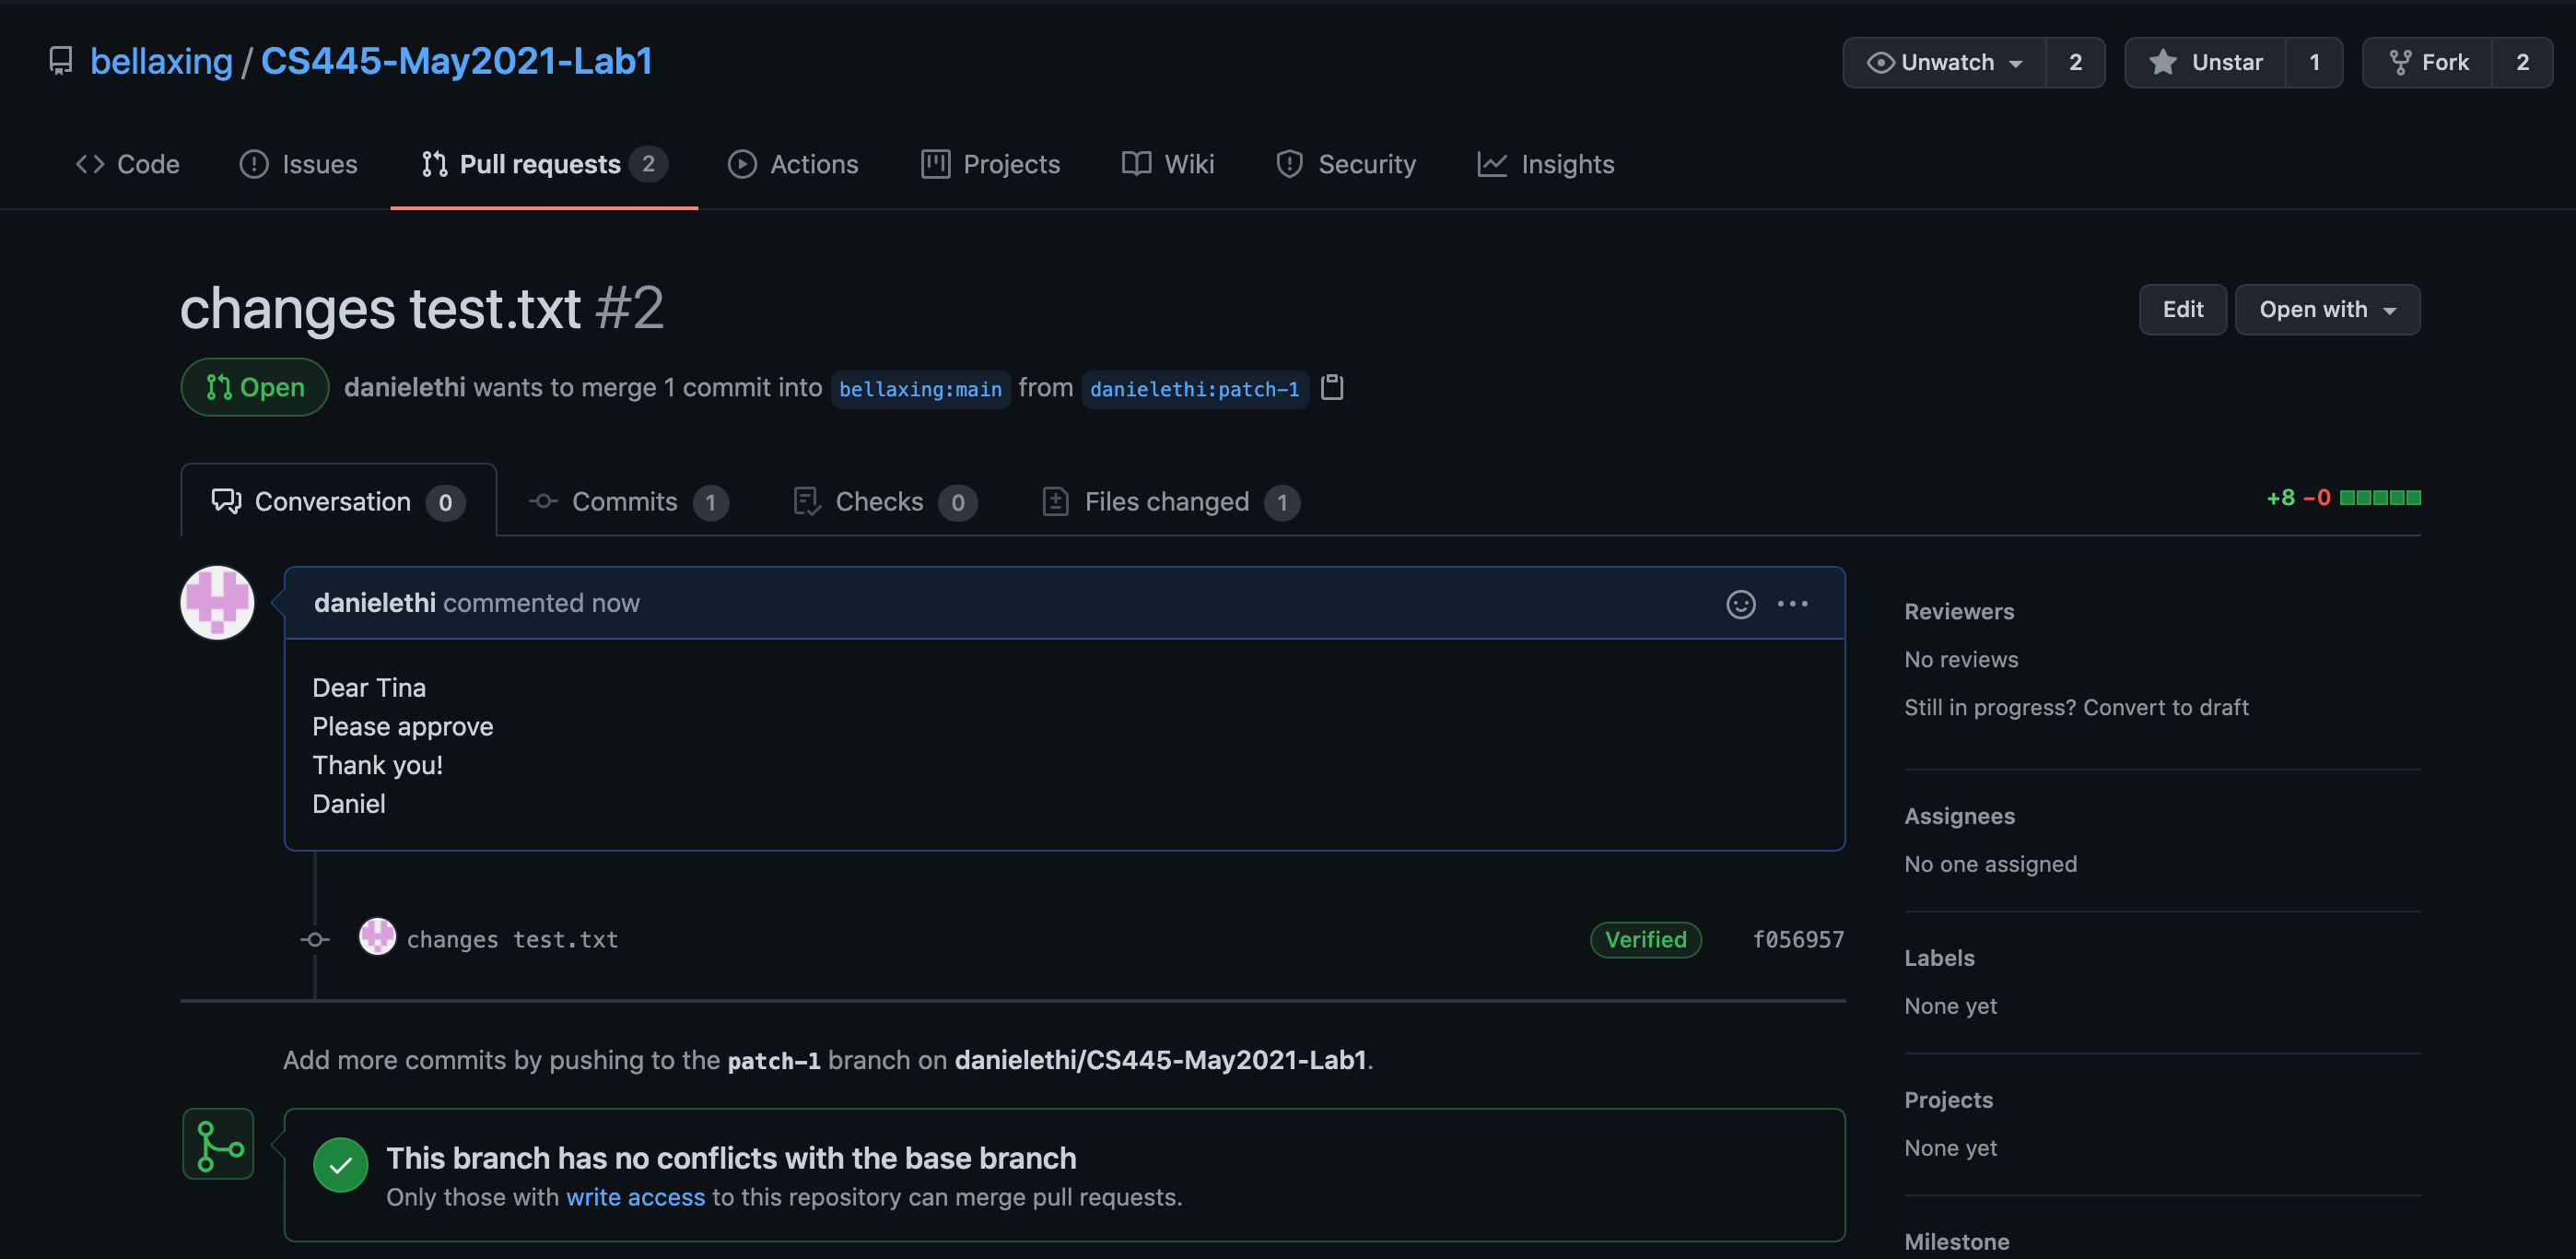 bellaxing / CS445-May2021-Lab1
Unwatch 2
Unstar 1
Fork 2
Code
Issues
Pull requests 2
Actions
Projects
Wiki
Security
Insights
changes test.txt #2
Edit
Open with
Open
danielethi wants to merge 1 commit into bellaxing:main from danielethi:patch-1
Conversation 0
Commits 1
Checks 0
Files changed 1
+8 −0
danielethi commented now
Dear Tina
Please approve
Thank you!
Daniel
changes test.txt
Verified
f056957
Add more commits by pushing to the patch-1 branch on danielethi/CS445-May2021-Lab1.
This branch has no conflicts with the base branch
Only those with write access to this repository can merge pull requests.
Reviewers
No reviews
Still in progress? Convert to draft
Assignees
No one assigned
Labels
None yet
Projects
None yet
Milestone